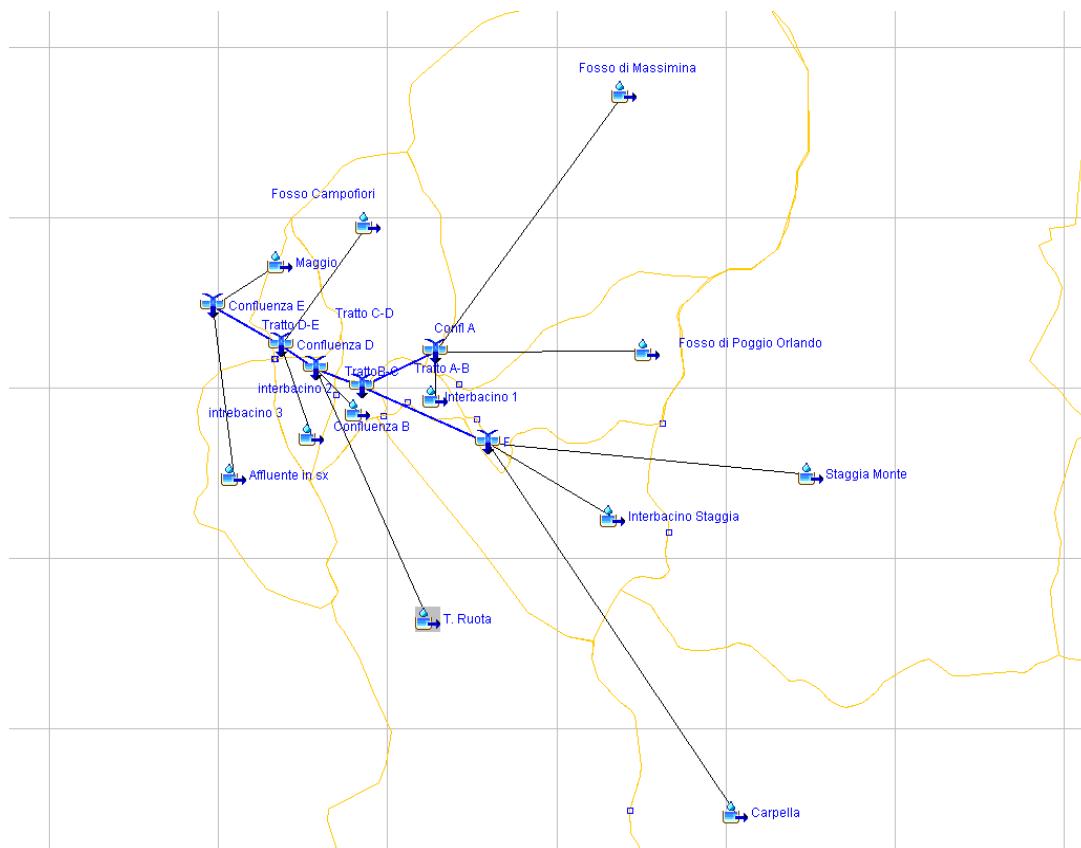 Fosso di Massimina
Fosso Campofiori
Maggio
Confluenza E
Tratto C-D
Tratto D-E
Confl A
Confluenza D
Fosso di Poggio Orlando
TrattoB-C
Tratto A-B
interbacino 2
Interbacino 1
intrebacino 3
Confluenza B
F
Affluente in sx
Staggia Monte
Interbacino Staggia
T. Ruota
Carpella